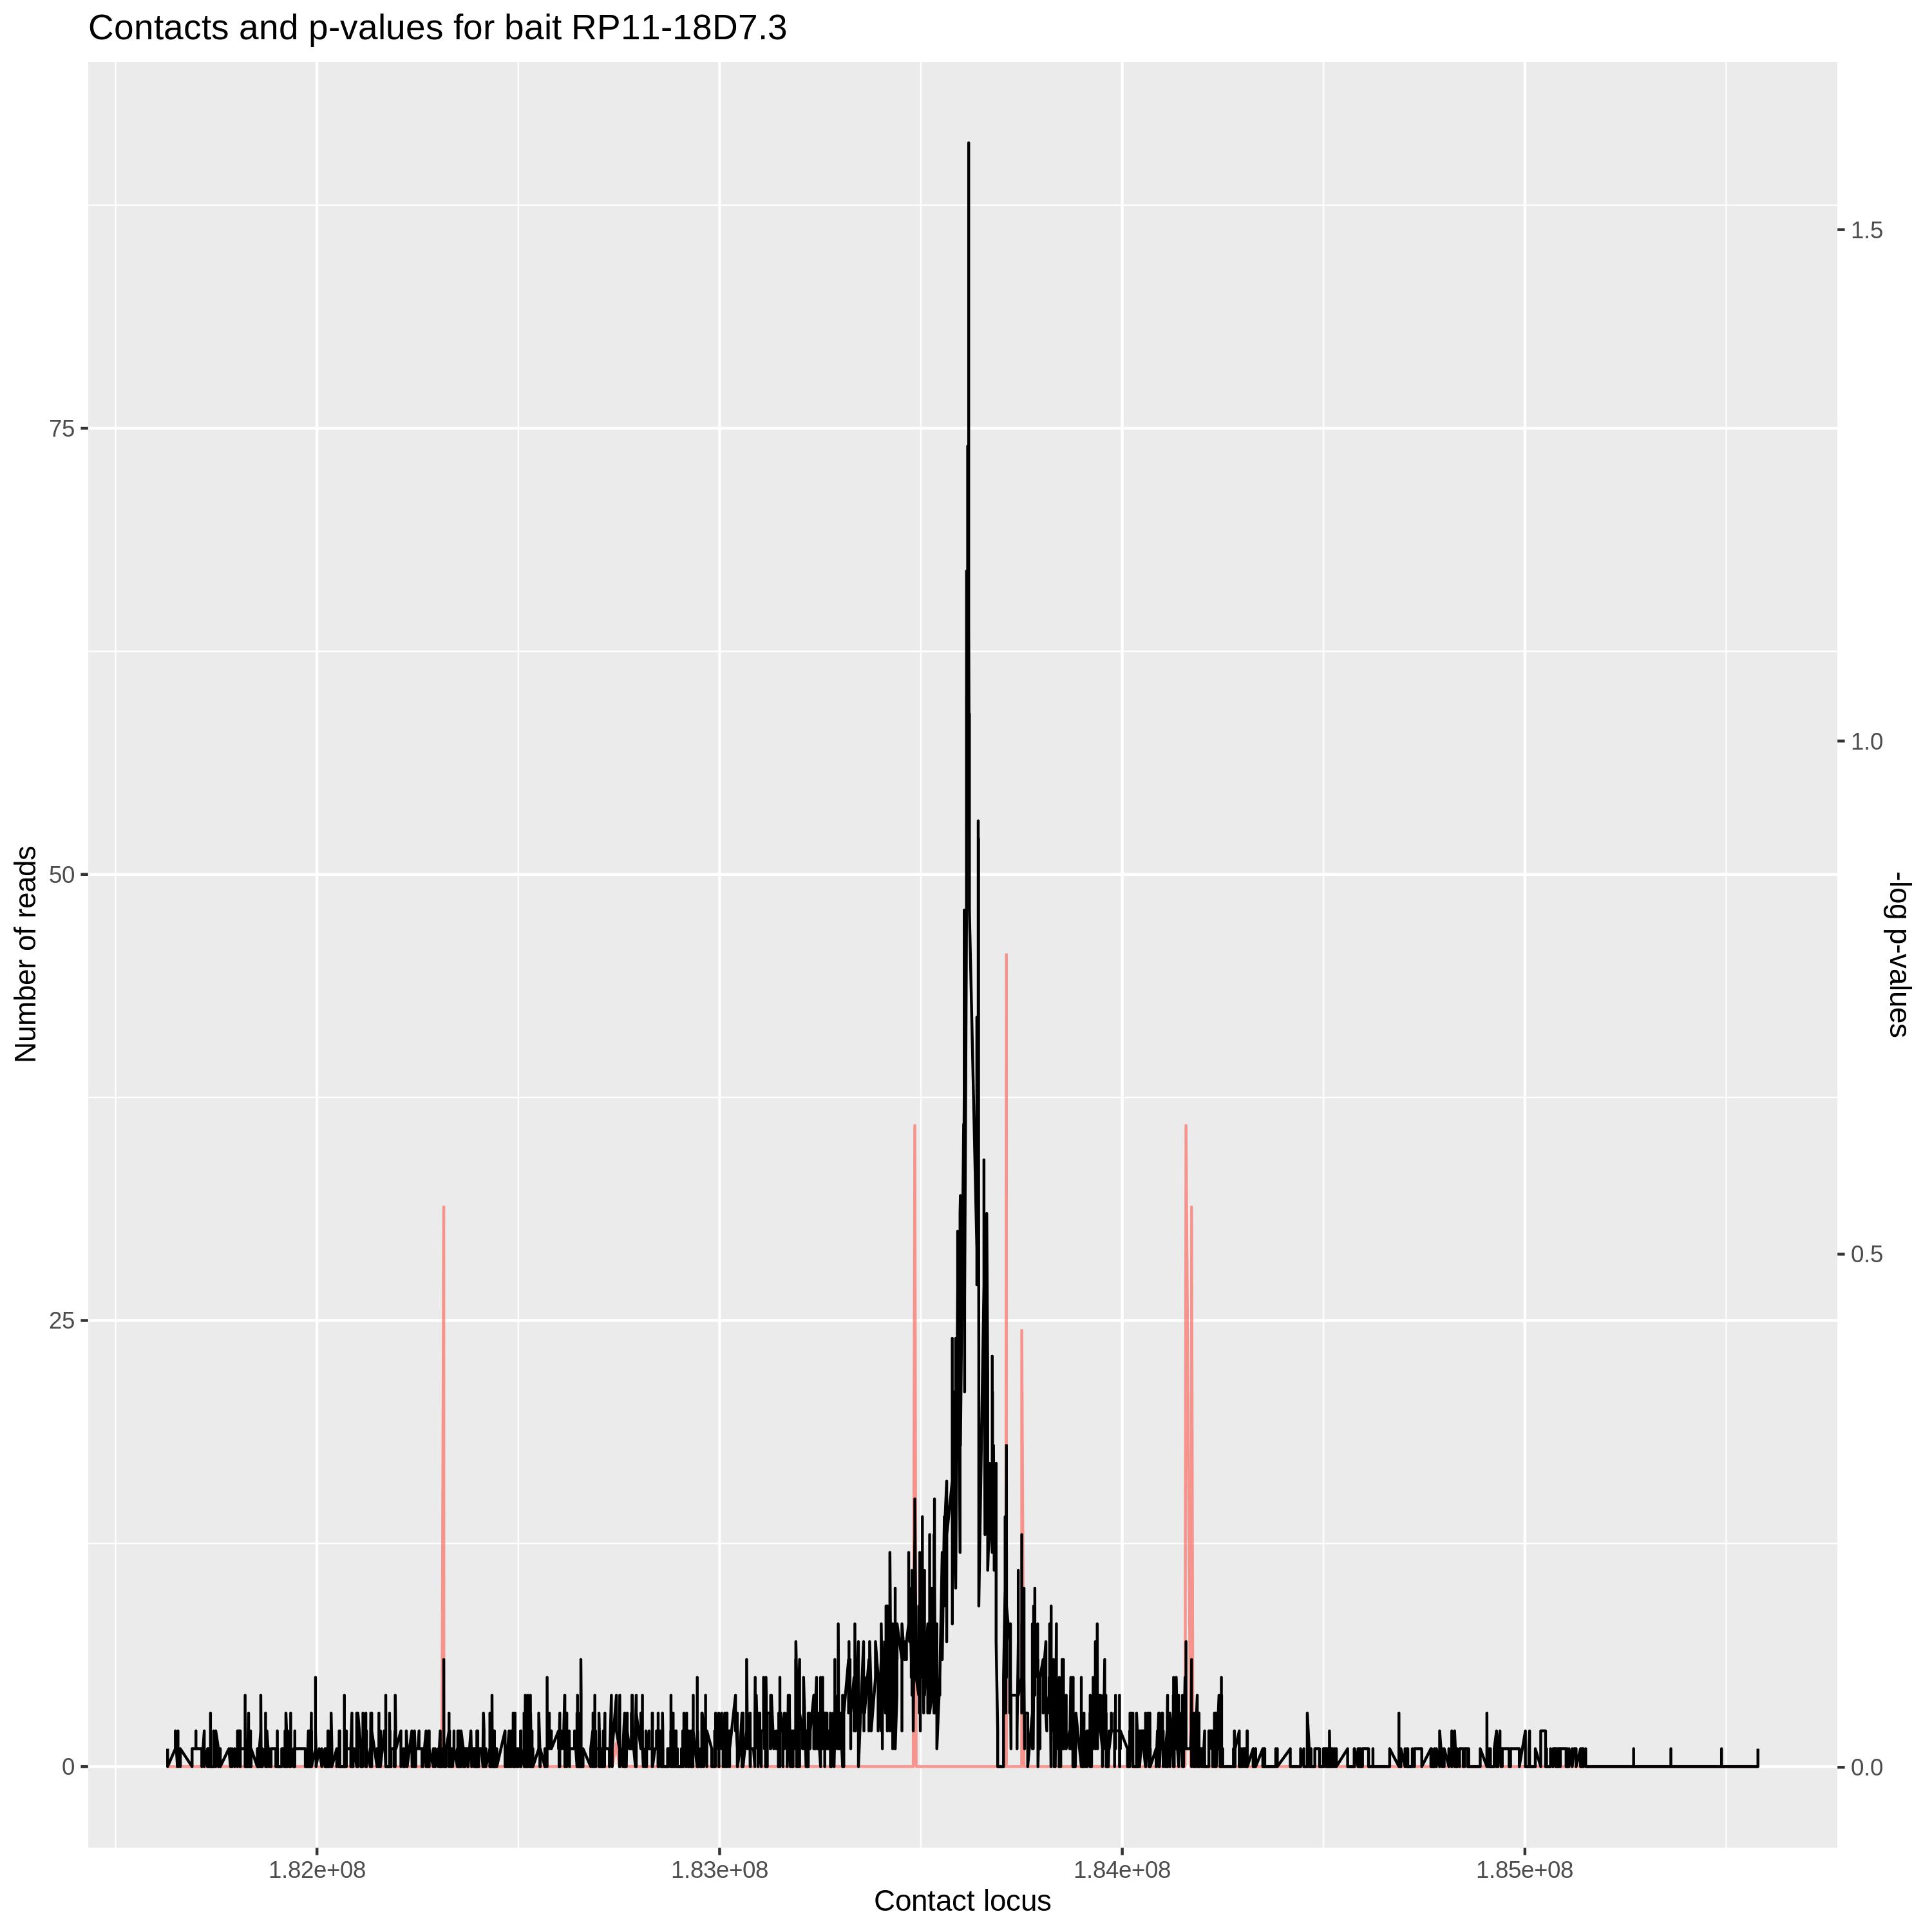 Contacts and p-values for bait RP11-18D7.3
Number of reads
75
50
25
0
1.5
1.0
0.5
0.0
-log p-values
1.82e+08
1.83e+08
1.84e+08
1.85e+08
Contact locus